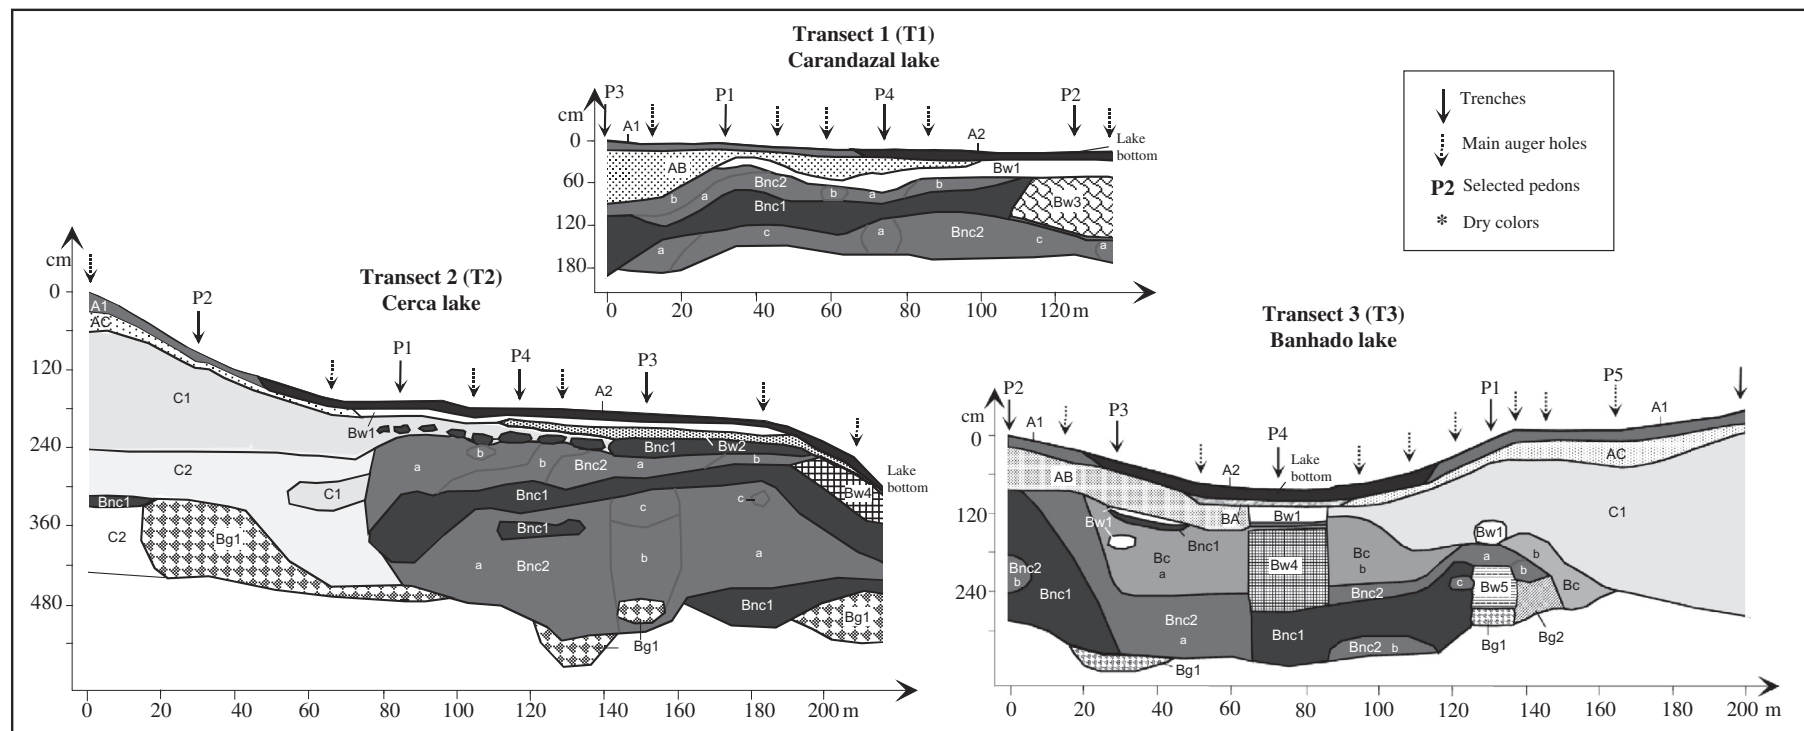 Transect 1 (T1)
Carandazal lake
cm
P3
P1
P4
P2
A1
A2
Lake
bottom
0
60
120
180
AB
Bw1
Bnc2
b
a
b
a
b
Bnc1
Bw3
c
a
a
Bnc2
c
a
0
20
40
60
80
100
120 m
Trenches
Main auger holes
P2 Selected pedons
* Dry colors
Transect 2 (T2)
Cerca lake
cm
0
120
240
360
480
P2
P1
P4
P3
A1
AC
A2
C1
Bw1
C2
Bnc1
C2
C1
Bg1
a
b
b
Bnc2
a
Bnc1
Bw2
b
Bnc1
Bnc1
c
c
Bw4
Lake
bottom
a
Bnc2
b
a
Bnc1
Bg1
Bg1
0
20
40
60
80
100
120
140
160
180
200 m
Transect 3 (T3)
Banhado lake
cm
0
120
240
P2
P3
P4
P1
P5
A1
A2
Lake
bottom
A1
AC
AB
BA
Bw1
Bw1
Bnc1
Bc
a
Bw4
Bc
b
Bw1
C1
Bnc2
b
Bnc1
Bnc2
a
b
c
Bw5
b
Bc
Bnc2
a
Bnc1
Bnc2 b
Bg1
Bg1
Bg2
0
20
40
60
80
100
120
140
160
180
200 m